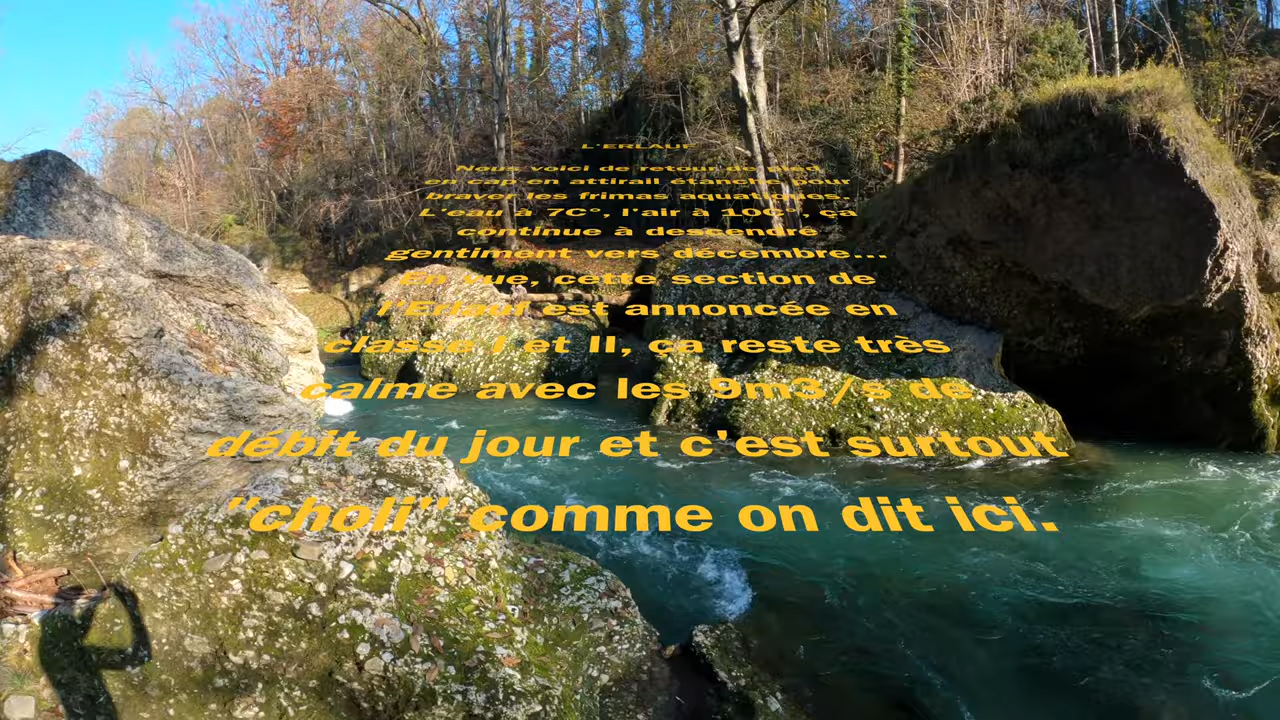 L'ERLAUF
Nous voici de retour de pied
en cap en attirail étanche pour
braver les frimas aquatiques.
L'eau à 7C°, l'air à 10C°, ça
continue à descendre
gentiment vers décembre...
En vue, cette section de
l'Erlauf est annoncée en
classe I et II, ça reste très
calme avec les 9m3/s de
débit du jour et c'est surtout
"choli" comme on dit ici.